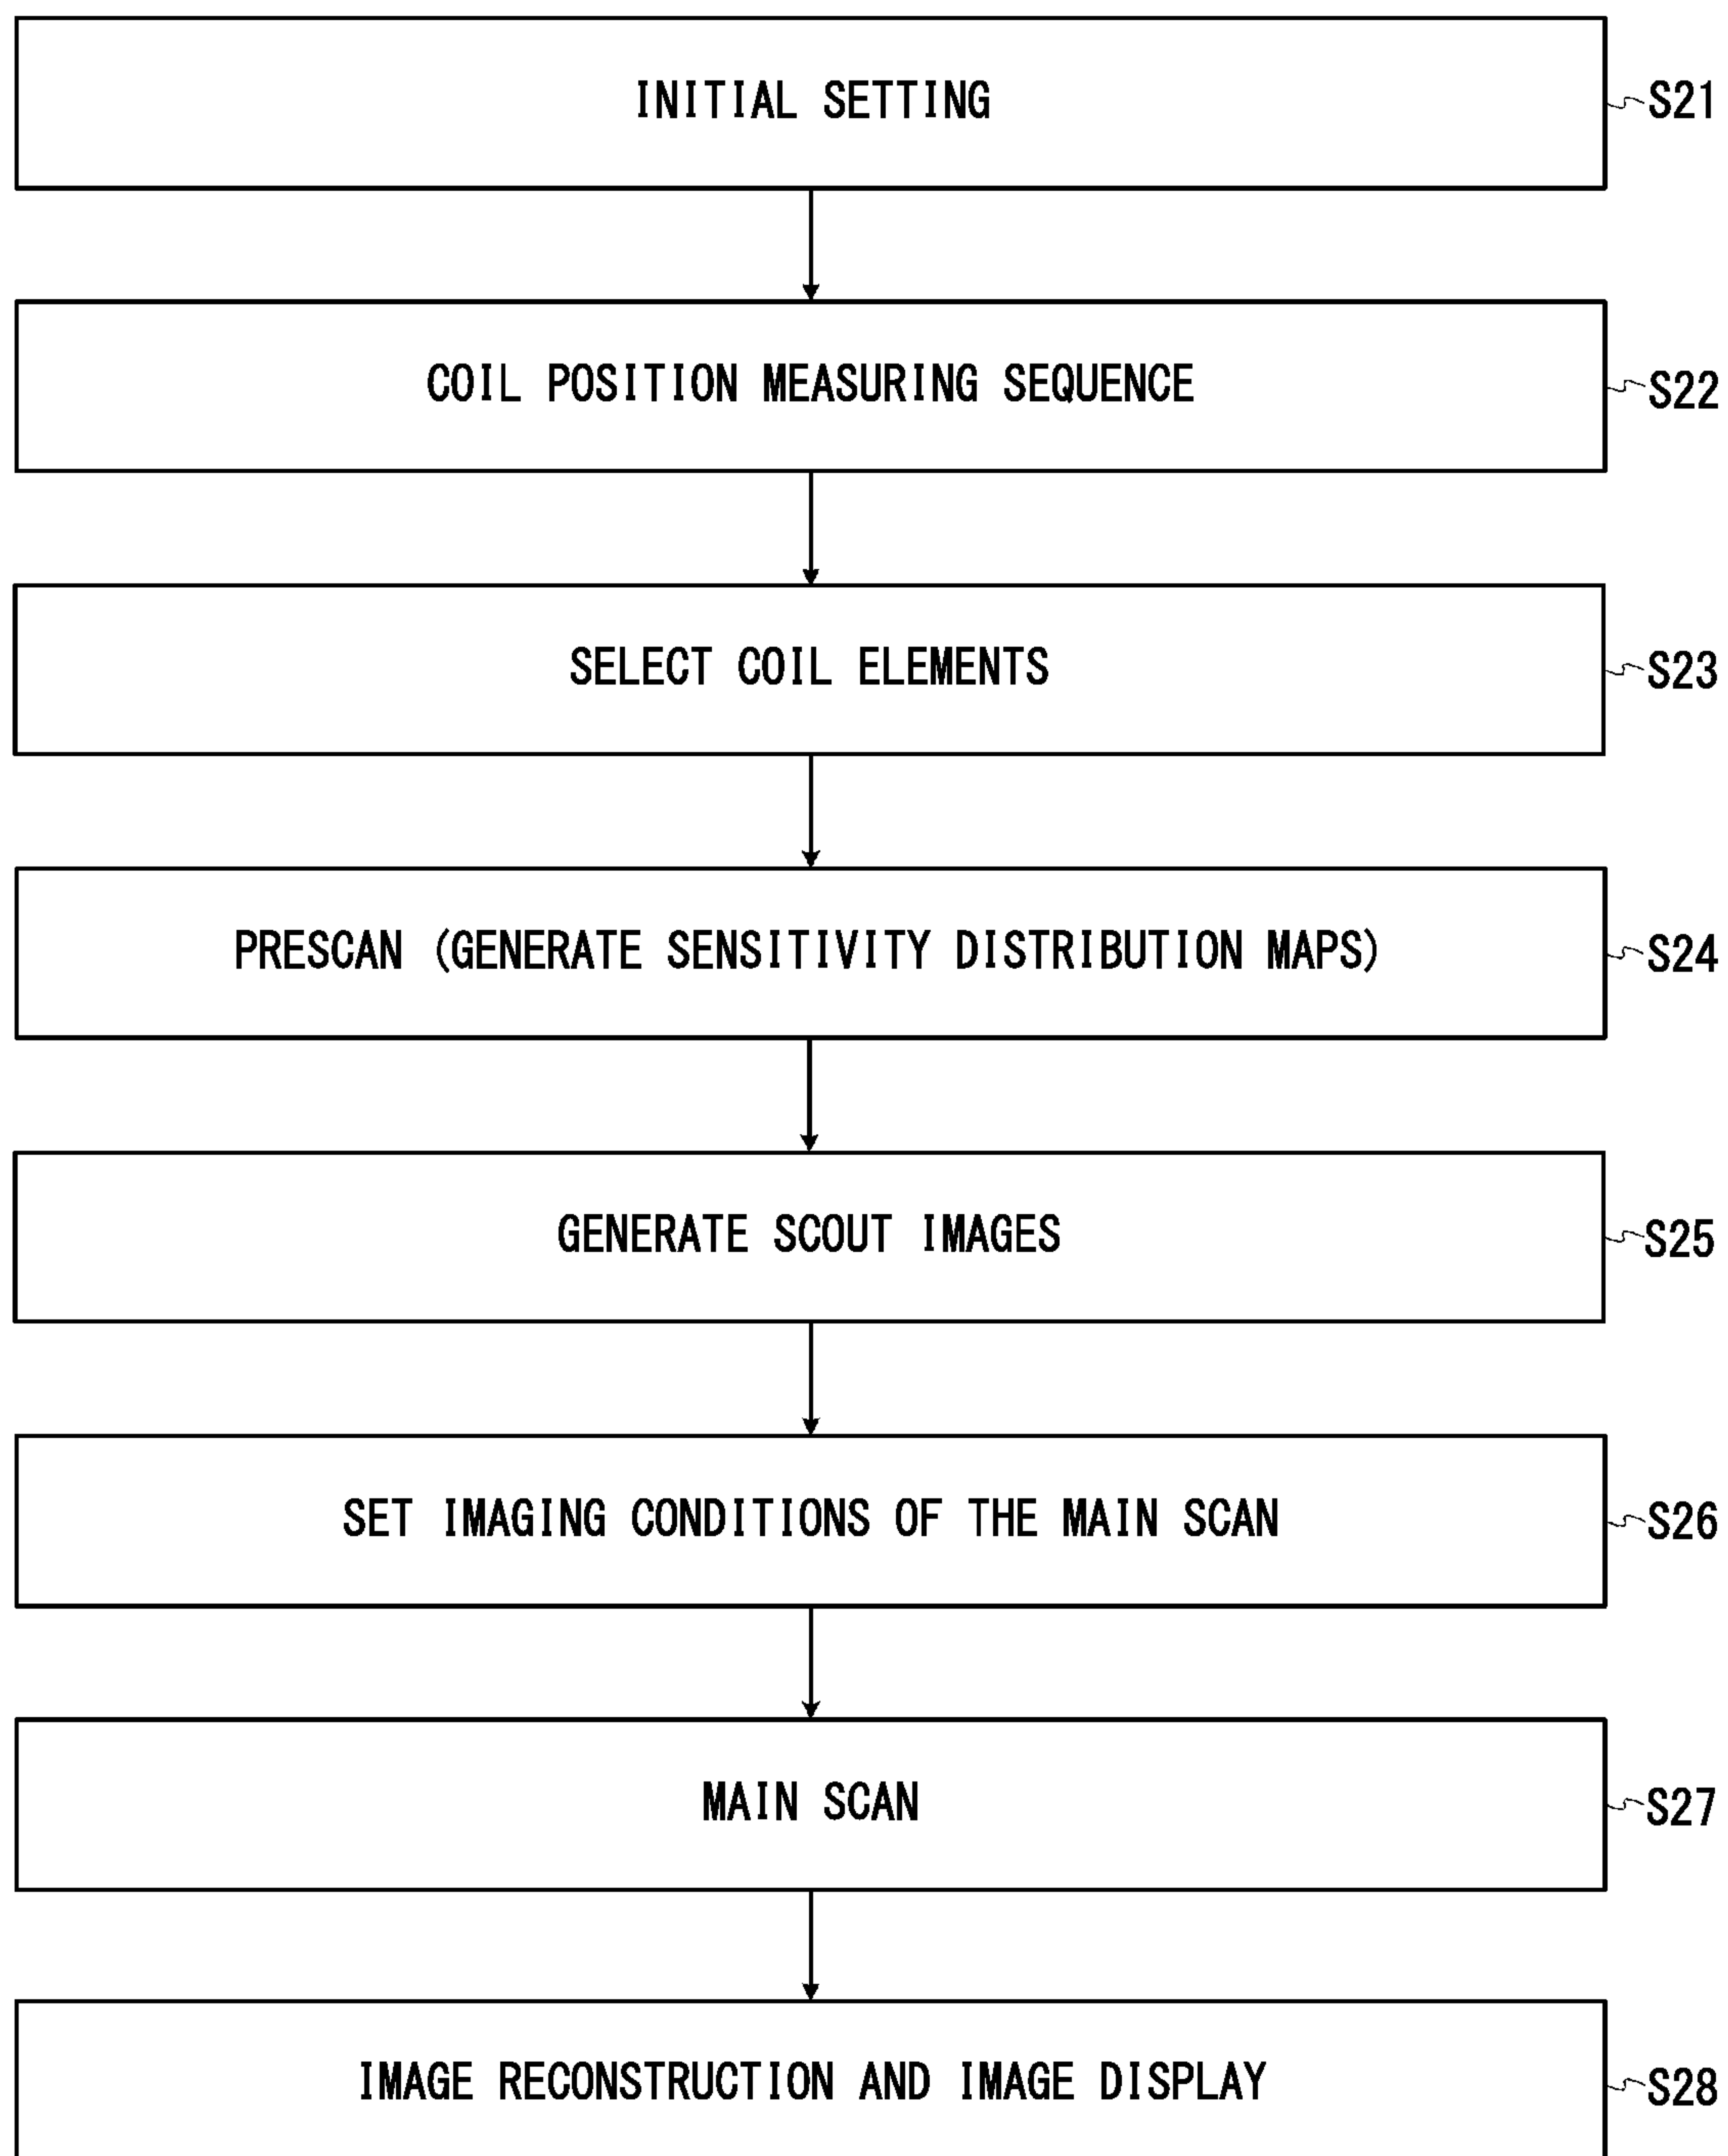 INITIAL SETTING
S21
COIL POSITION MEASURING SEQUENCE
S22
SELECT COIL ELEMENTS
S23
PRESCAN (GENERATE SENSITIVITY DISTRIBUTION MAPS)
S24
GENERATE SCOUT IMAGES
S25
SET IMAGING CONDITIONS OF THE MAIN SCAN
S26
MAIN SCAN
S27
IMAGE RECONSTRUCTION AND IMAGE DISPLAY
S28